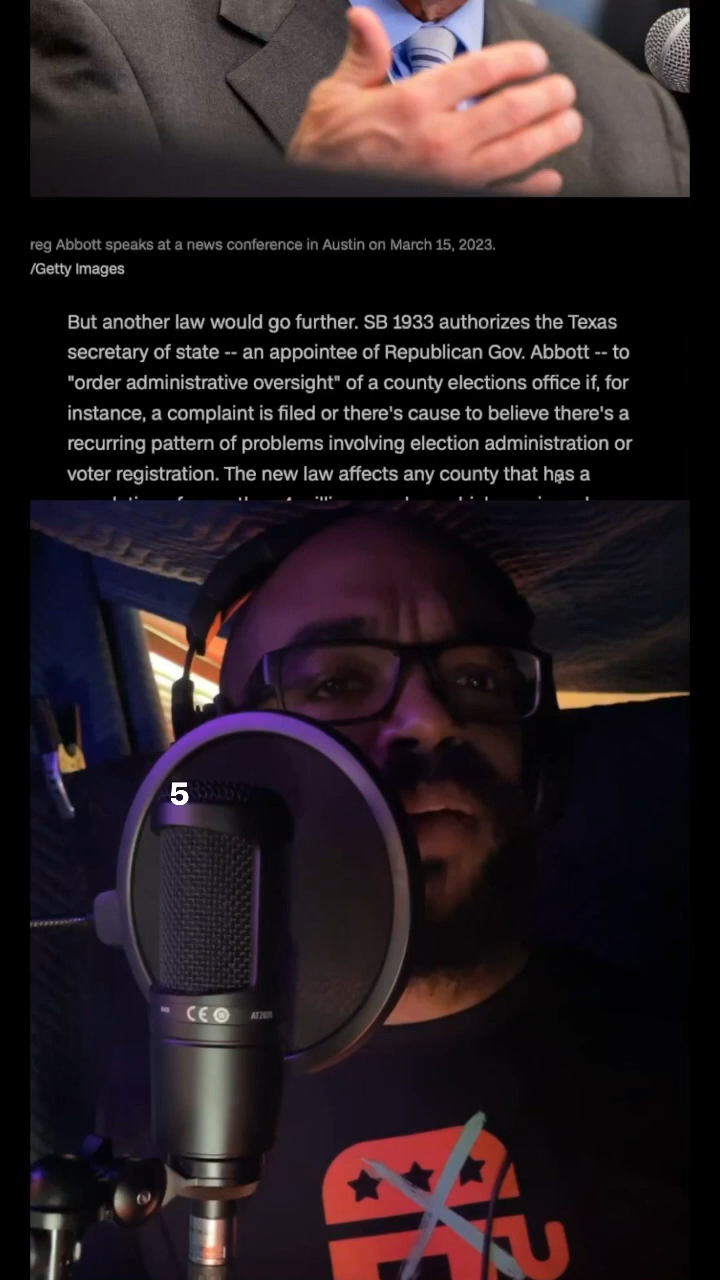 reg Abbott speaks at a news conference in Austin on March 15, 2023.
/Getty Images
But another law would go further. SB 1933 authorizes the Texas
secretary of state -- an appointee of Republican Gov. Abbott -- to
"order administrative oversight" of a county elections office if, for
instance, a complaint is filed or there's cause to believe there's a
recurring pattern of problems involving election administration or
voter registration. The new law affects any county that has a
5
CE
AT2020